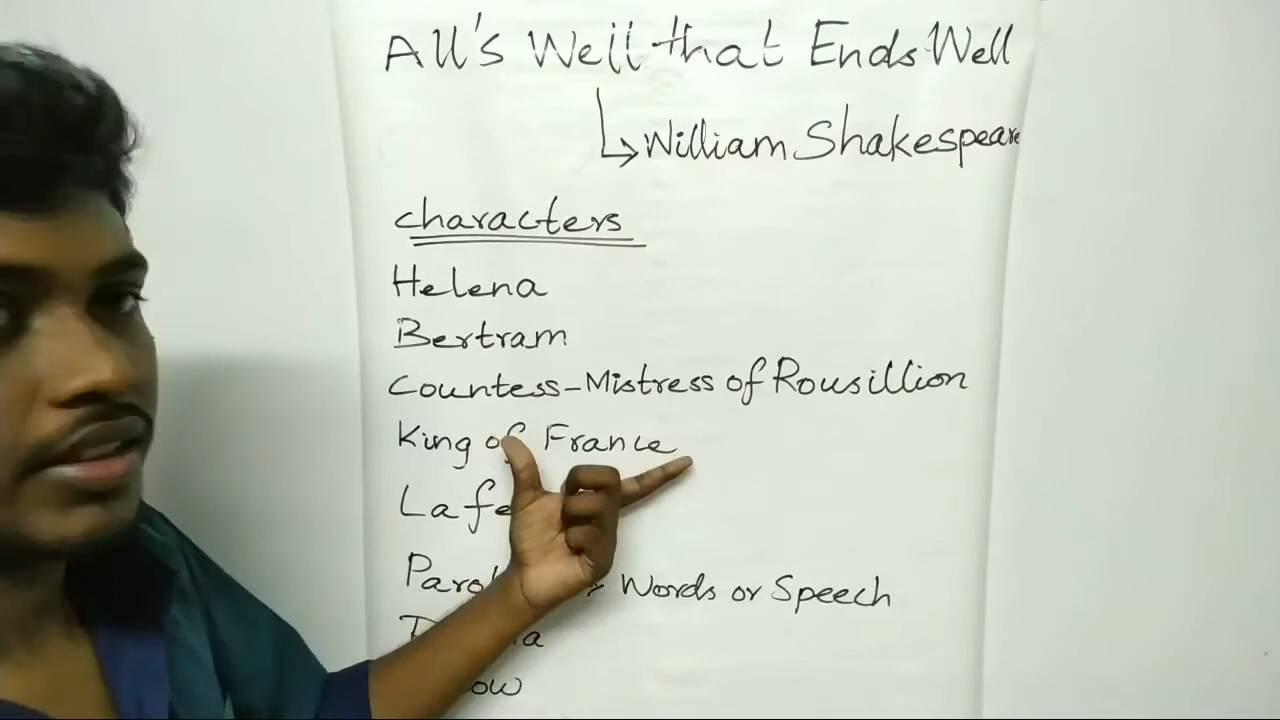 All's Well that Ends Well
William Shakespeare
characters
Helena
Bertram
Countess-Mistress of Rousillion
King of France
Words or Speech